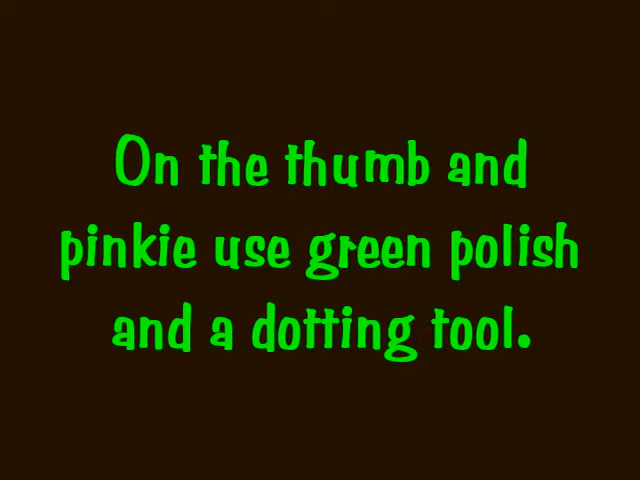 On the thumb and
pinkie use green polish
and a dotting tool.